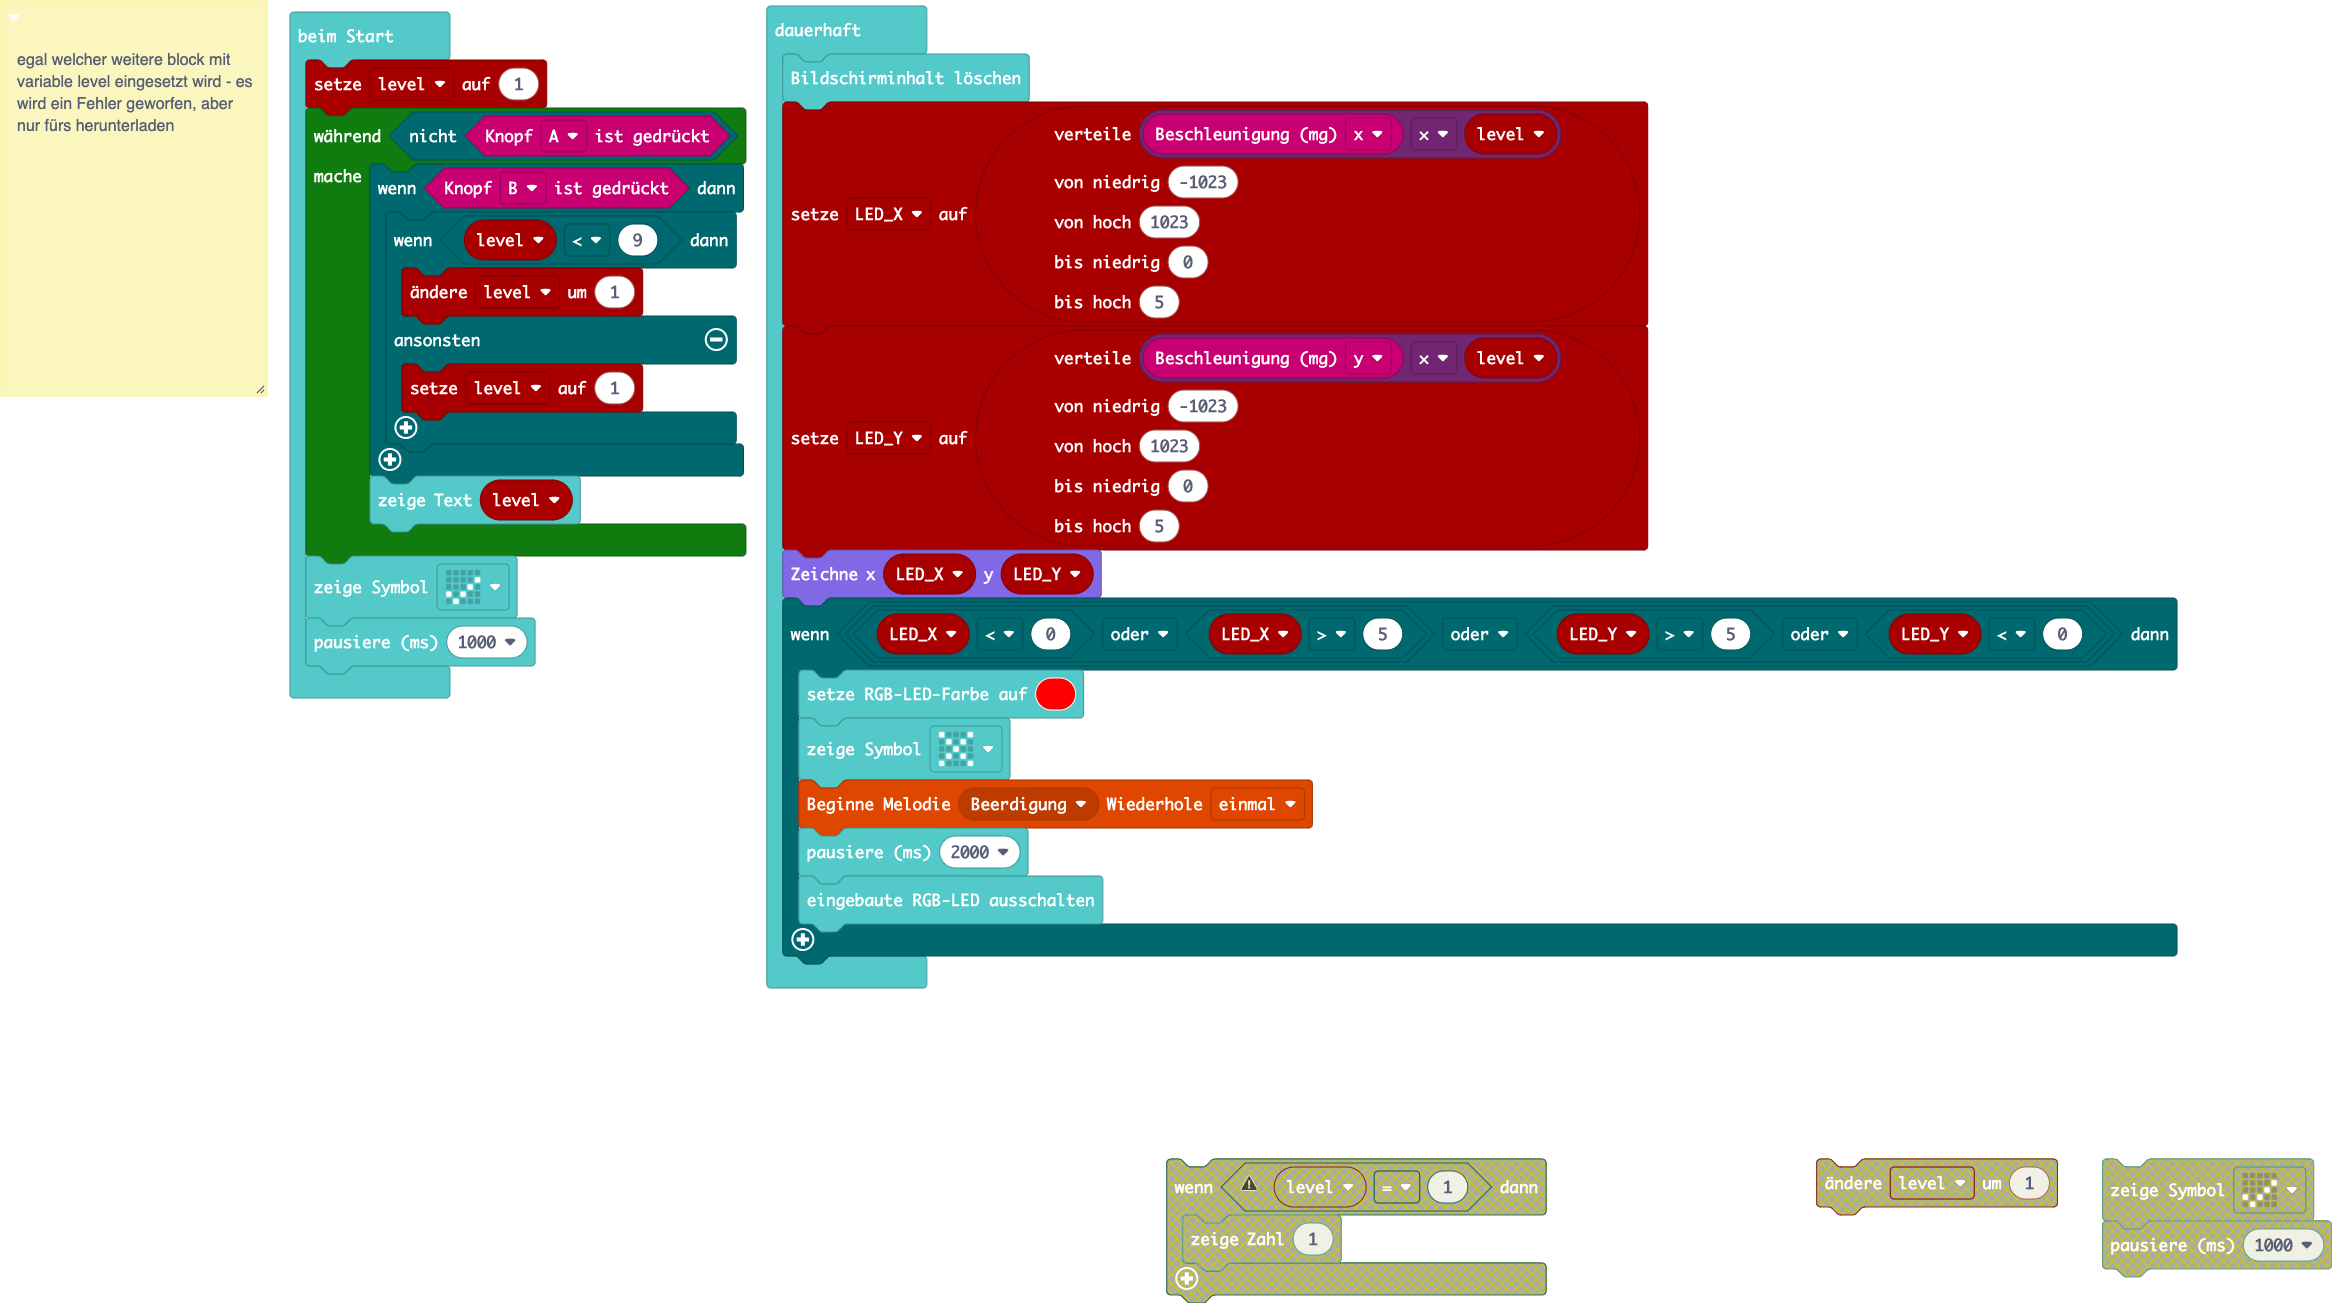 egal welcher weitere block mit
variable level eingesetzt wird - es
wird ein Fehler geworfen, aber
nur fürs herunterladen
beim Start
setze level auf 1
während nicht Knopf A ist gedrückt
mache
wenn Knopf B ist gedrückt dann
wenn level < 9 dann
ändere level um 1
ansonsten
setze level auf 1
zeige Text level
zeige Symbol
pausiere (ms) 1000
dauerhaft
Bildschirminhalt löschen
setze LED_X auf
verteile Beschleunigung (mg) x × level
von niedrig -1023
von hoch 1023
bis niedrig 0
bis hoch 5
setze LED_Y auf
verteile Beschleunigung (mg) y × level
von niedrig -1023
von hoch 1023
bis niedrig 0
bis hoch 5
Zeichne x LED_X y LED_Y
wenn LED_X < 0 oder LED_X > 5 oder LED_Y > 5 oder LED_Y < 0 dann
setze RGB-LED-Farbe auf
zeige Symbol
Beginne Melodie Beerdigung Wiederhole einmal
pausiere (ms) 2000
eingebaute RGB-LED ausschalten
wenn level = 1 dann
zeige Zahl 1
ändere level um 1
zeige Symbol
pausiere (ms) 1000